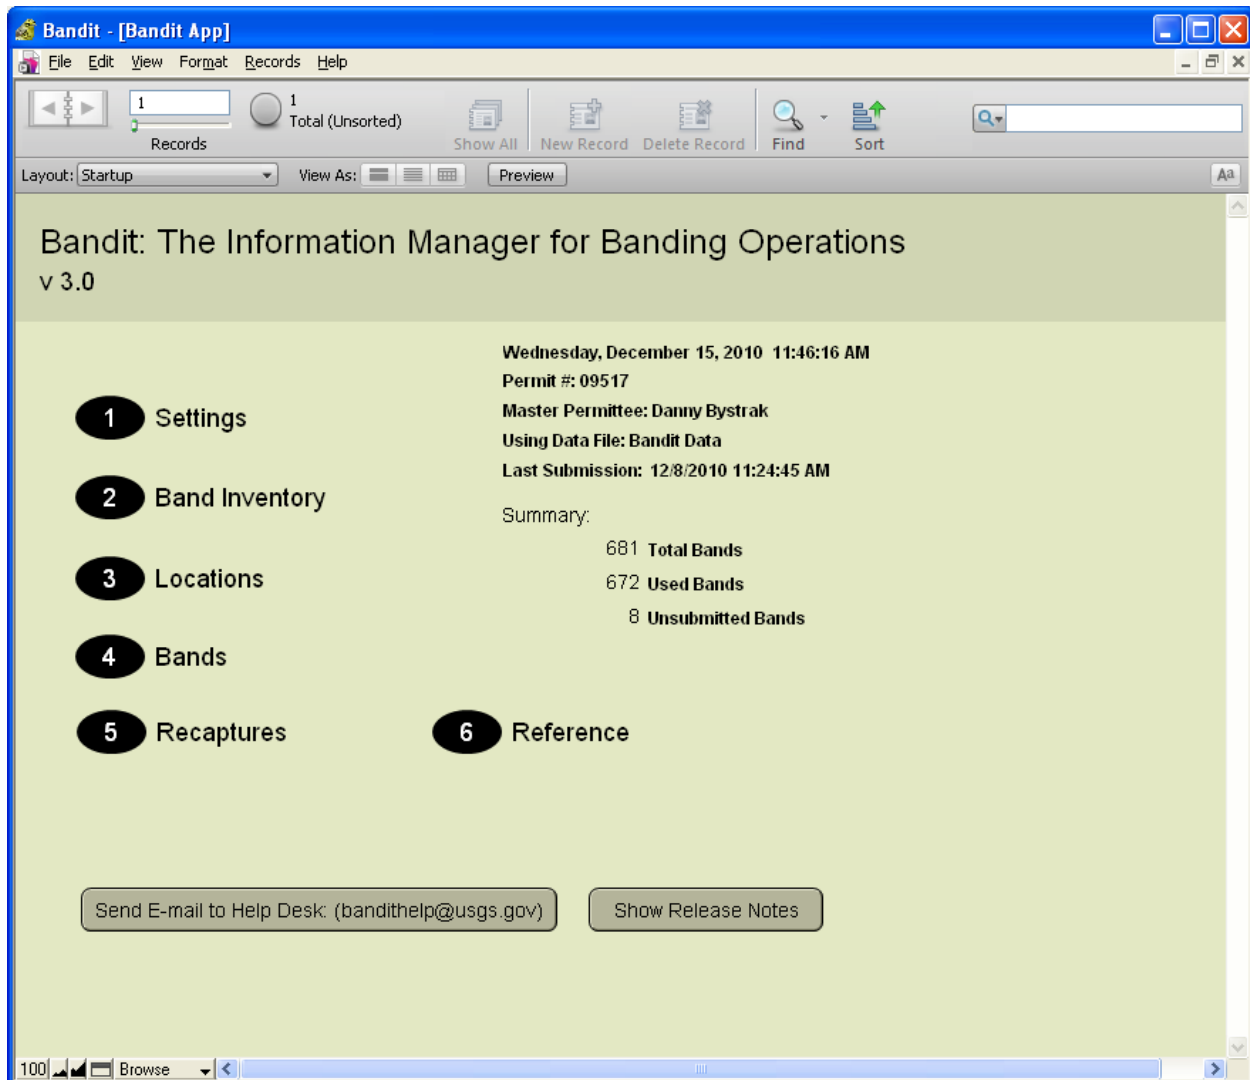 Bandit - [Bandit App]
File Edit View Format Records Help
1
1
Total (Unsorted)
Records
Show All New Record Delete Record Find Sort
Layout: Startup View As: Preview Aa
Bandit: The Information Manager for Banding Operations
v 3.0
Wednesday, December 15, 2010 11:46:16 AM
Permit #: 09517
Master Permittee: Danny Bystrak
Using Data File: Bandit Data
Last Submission: 12/8/2010 11:24:45 AM
Summary:
681 Total Bands
672 Used Bands
8 Unsubmitted Bands
1 Settings
2 Band Inventory
3 Locations
4 Bands
5 Recaptures
6 Reference
Send E-mail to Help Desk: (bandithelp@usgs.gov)
Show Release Notes
100 Browse